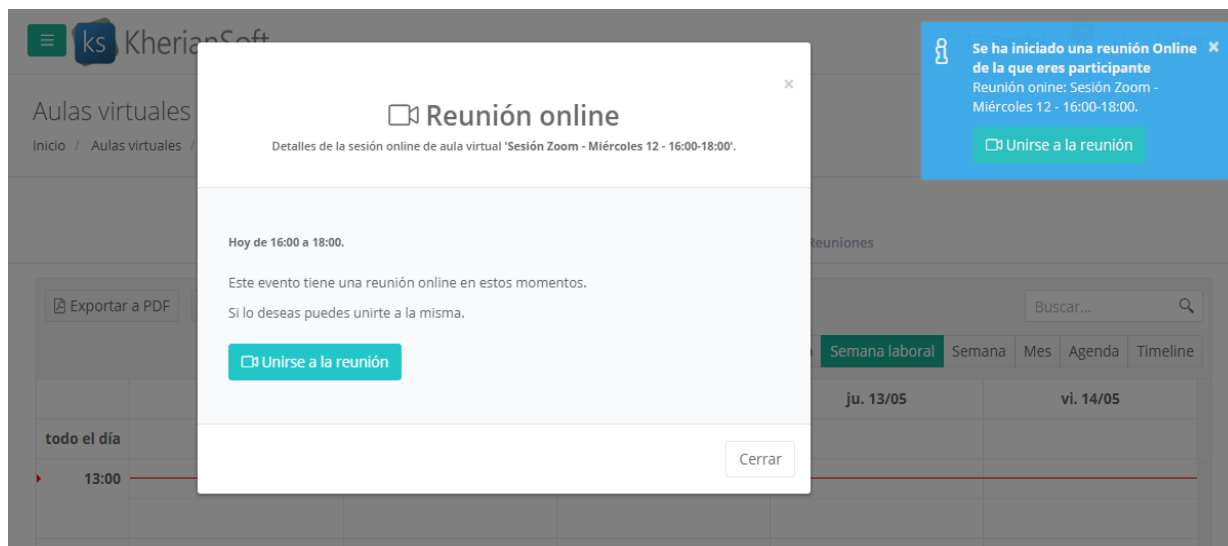 ks KherianSoft
Aulas virtuales
Inicio / Aulas virtuales /
Se ha iniciado una reunión Online
de la que eres participante
Reunión onine: Sesión Zoom -
Miércoles 12 - 16:00-18:00.
Unirse a la reunión
Reunión online
Detalles de la sesión online de aula virtual 'Sesión Zoom - Miércoles 12 - 16:00-18:00'.
Hoy de 16:00 a 18:00.
Este evento tiene una reunión online en estos momentos.
Si lo deseas puedes unirte a la misma.
Unirse a la reunión
Cerrar
Reuniones
Exportar a PDF
Buscar...
Semana laboral Semana Mes Agenda Timeline
ju. 13/05 vi. 14/05
todo el día
13:00